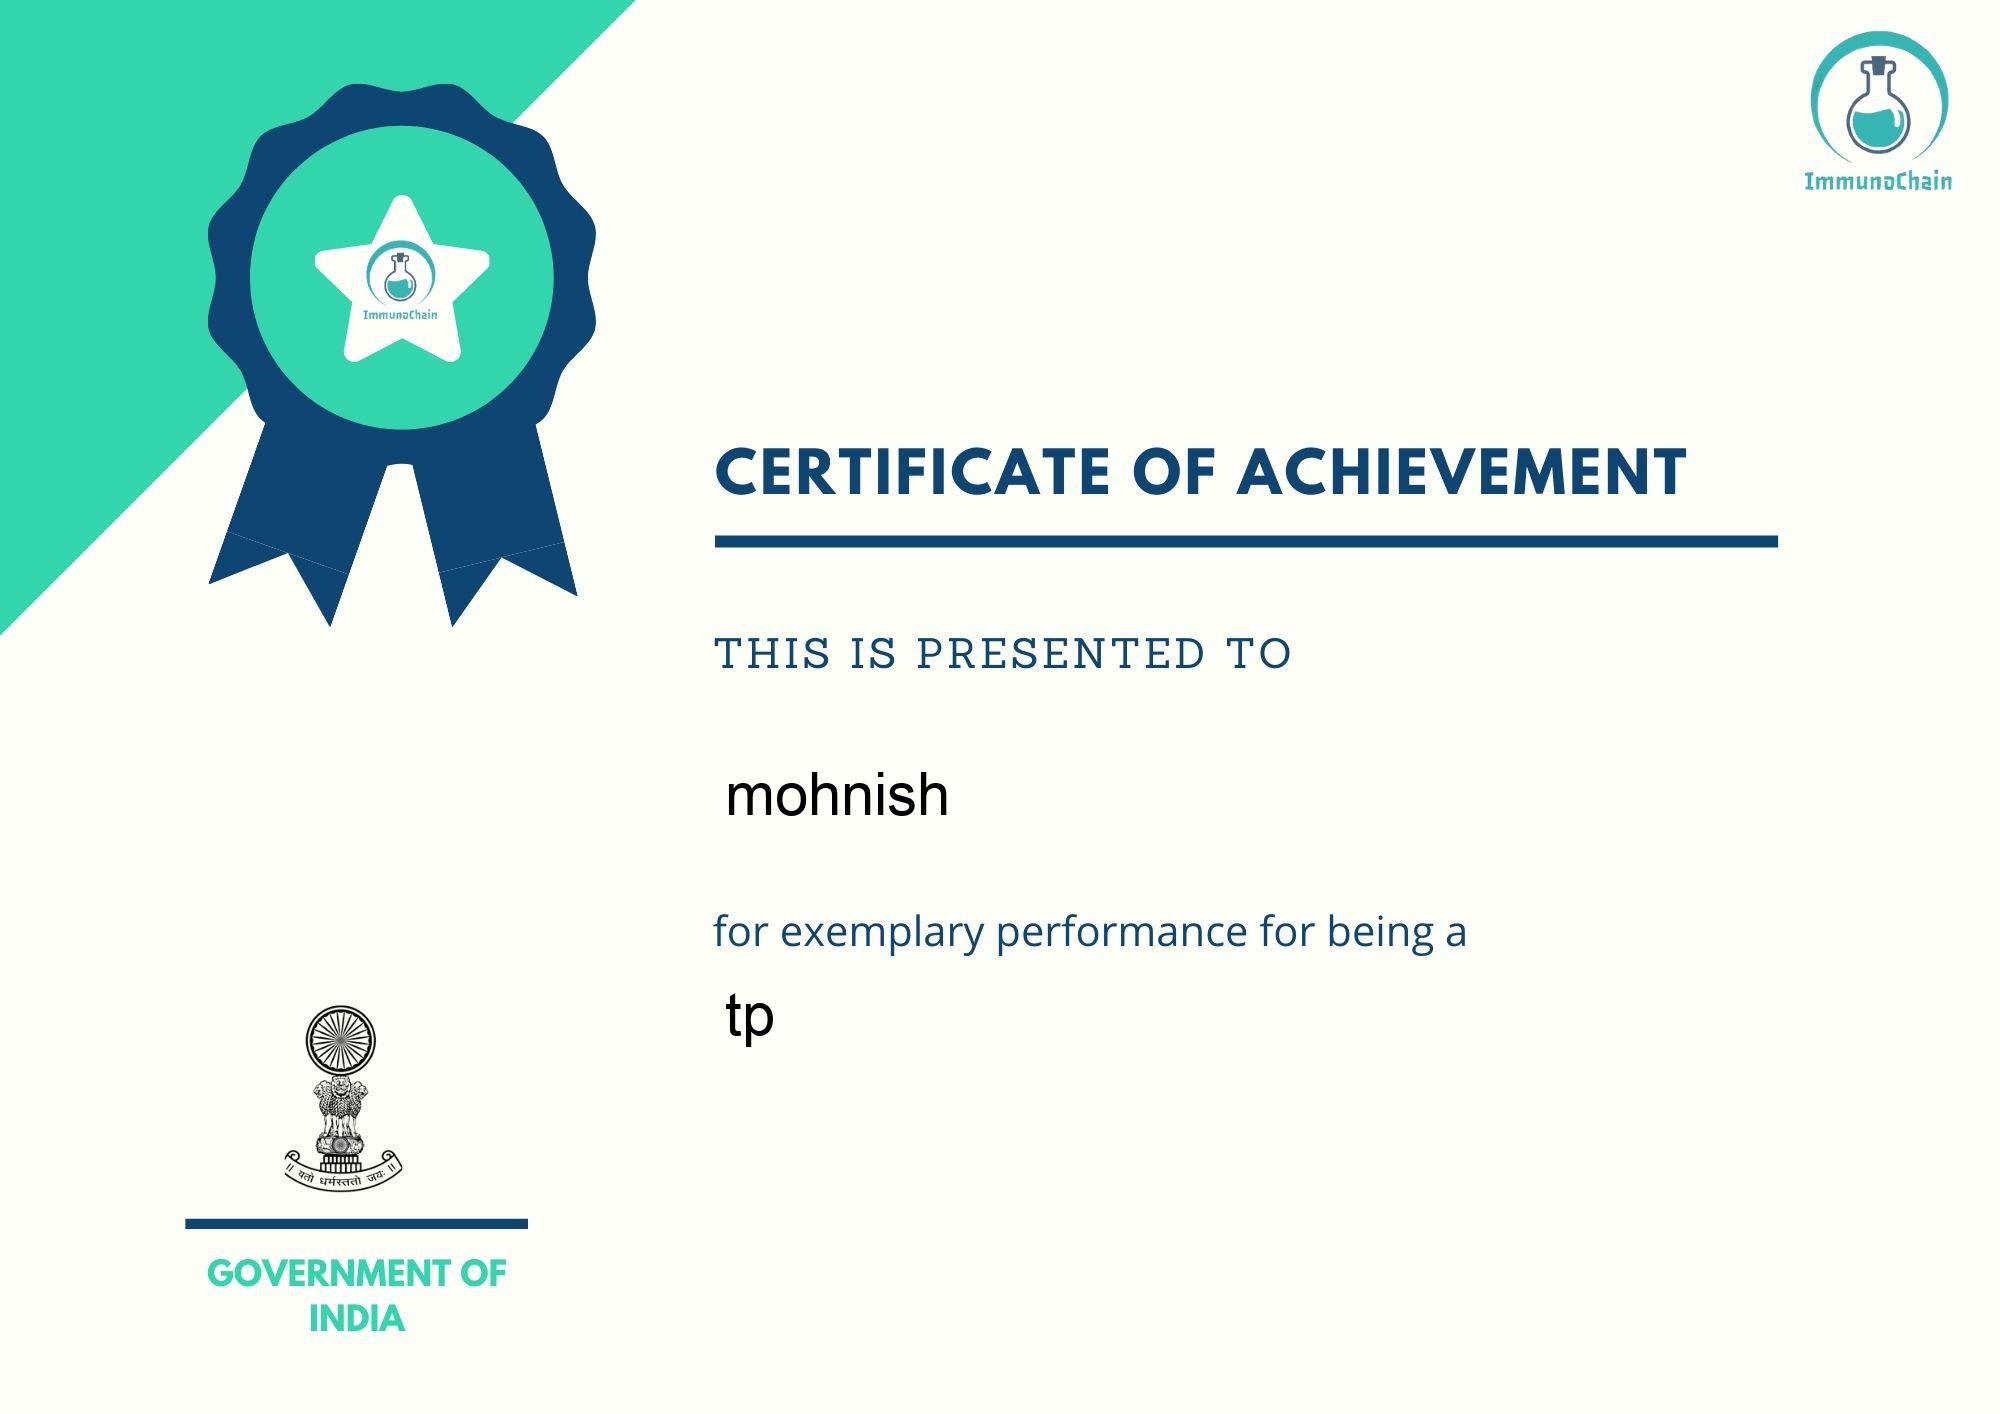 ImmunoChain
ImmunoChain
CERTIFICATE OF ACHIEVEMENT
THIS IS PRESENTED TO
mohnish
for exemplary performance for being a
tp
॥ यतो धर्मस्ततो जयः ॥
GOVERNMENT OF
INDIA